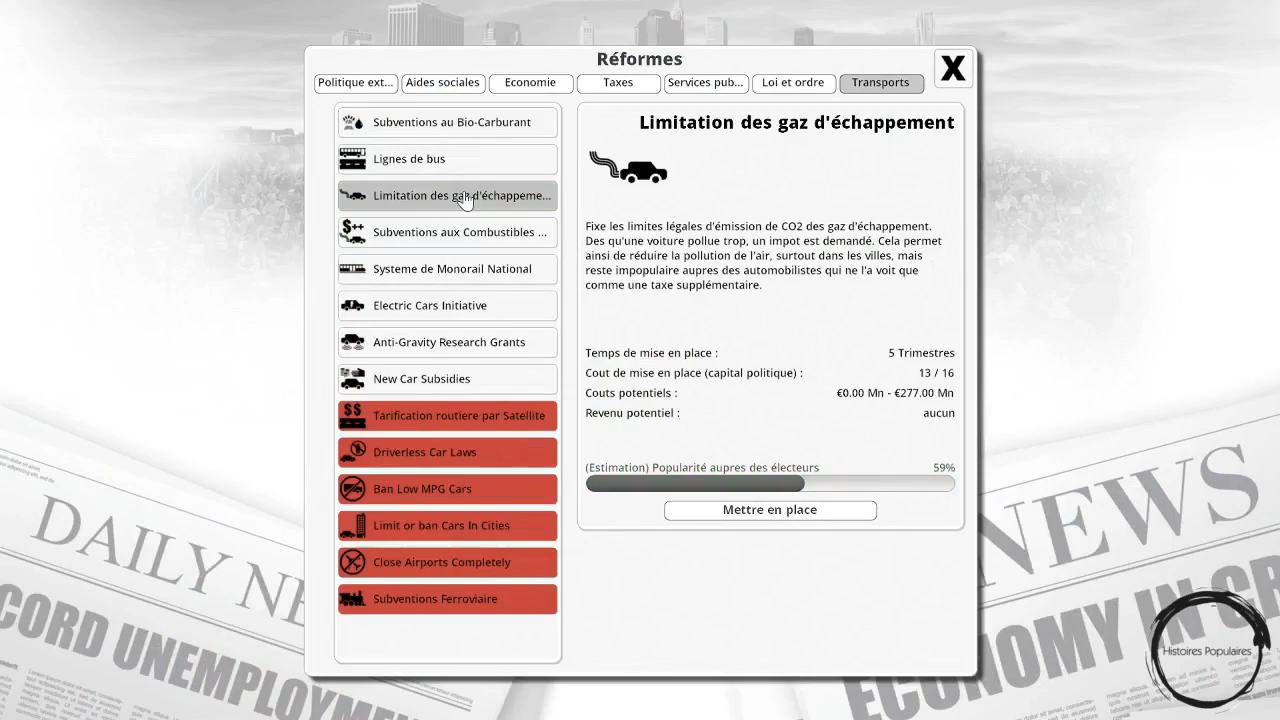 Réformes
X
Politique ext...
Aides sociales
Economie
Taxes
Services pub...
Loi et ordre
Transports
Subventions au Bio-Carburant
Lignes de bus
Limitation des gaz d'échappeme...
Subventions aux Combustibles ...
Systeme de Monorail National
Electric Cars Initiative
Anti-Gravity Research Grants
New Car Subsidies
Tarification routiere par Satellite
Driverless Car Laws
Ban Low MPG Cars
Limit or ban Cars In Cities
Close Airports Completely
Subventions Ferroviaire
Limitation des gaz d'échappement
Fixe les limites légales d'émission de CO2 des gaz d'échappement.
Des qu'une voiture pollue trop, un impot est demandé. Cela permet
ainsi de réduire la pollution de l'air, surtout dans les villes, mais
reste impopulaire aupres des automobilistes qui ne l'a voit que
comme une taxe supplémentaire.
Temps de mise en place : 5 Trimestres
Cout de mise en place (capital politique) : 13 / 16
Couts potentiels : €0.00 Mn - €277.00 Mn
Revenu potentiel : aucun
(Estimation) Popularité aupres des électeurs 59%
Mettre en place
DAILY NE
CORD UNEMPLOYM
NEWS
ECONOMY IN CR
Histoires Populaires